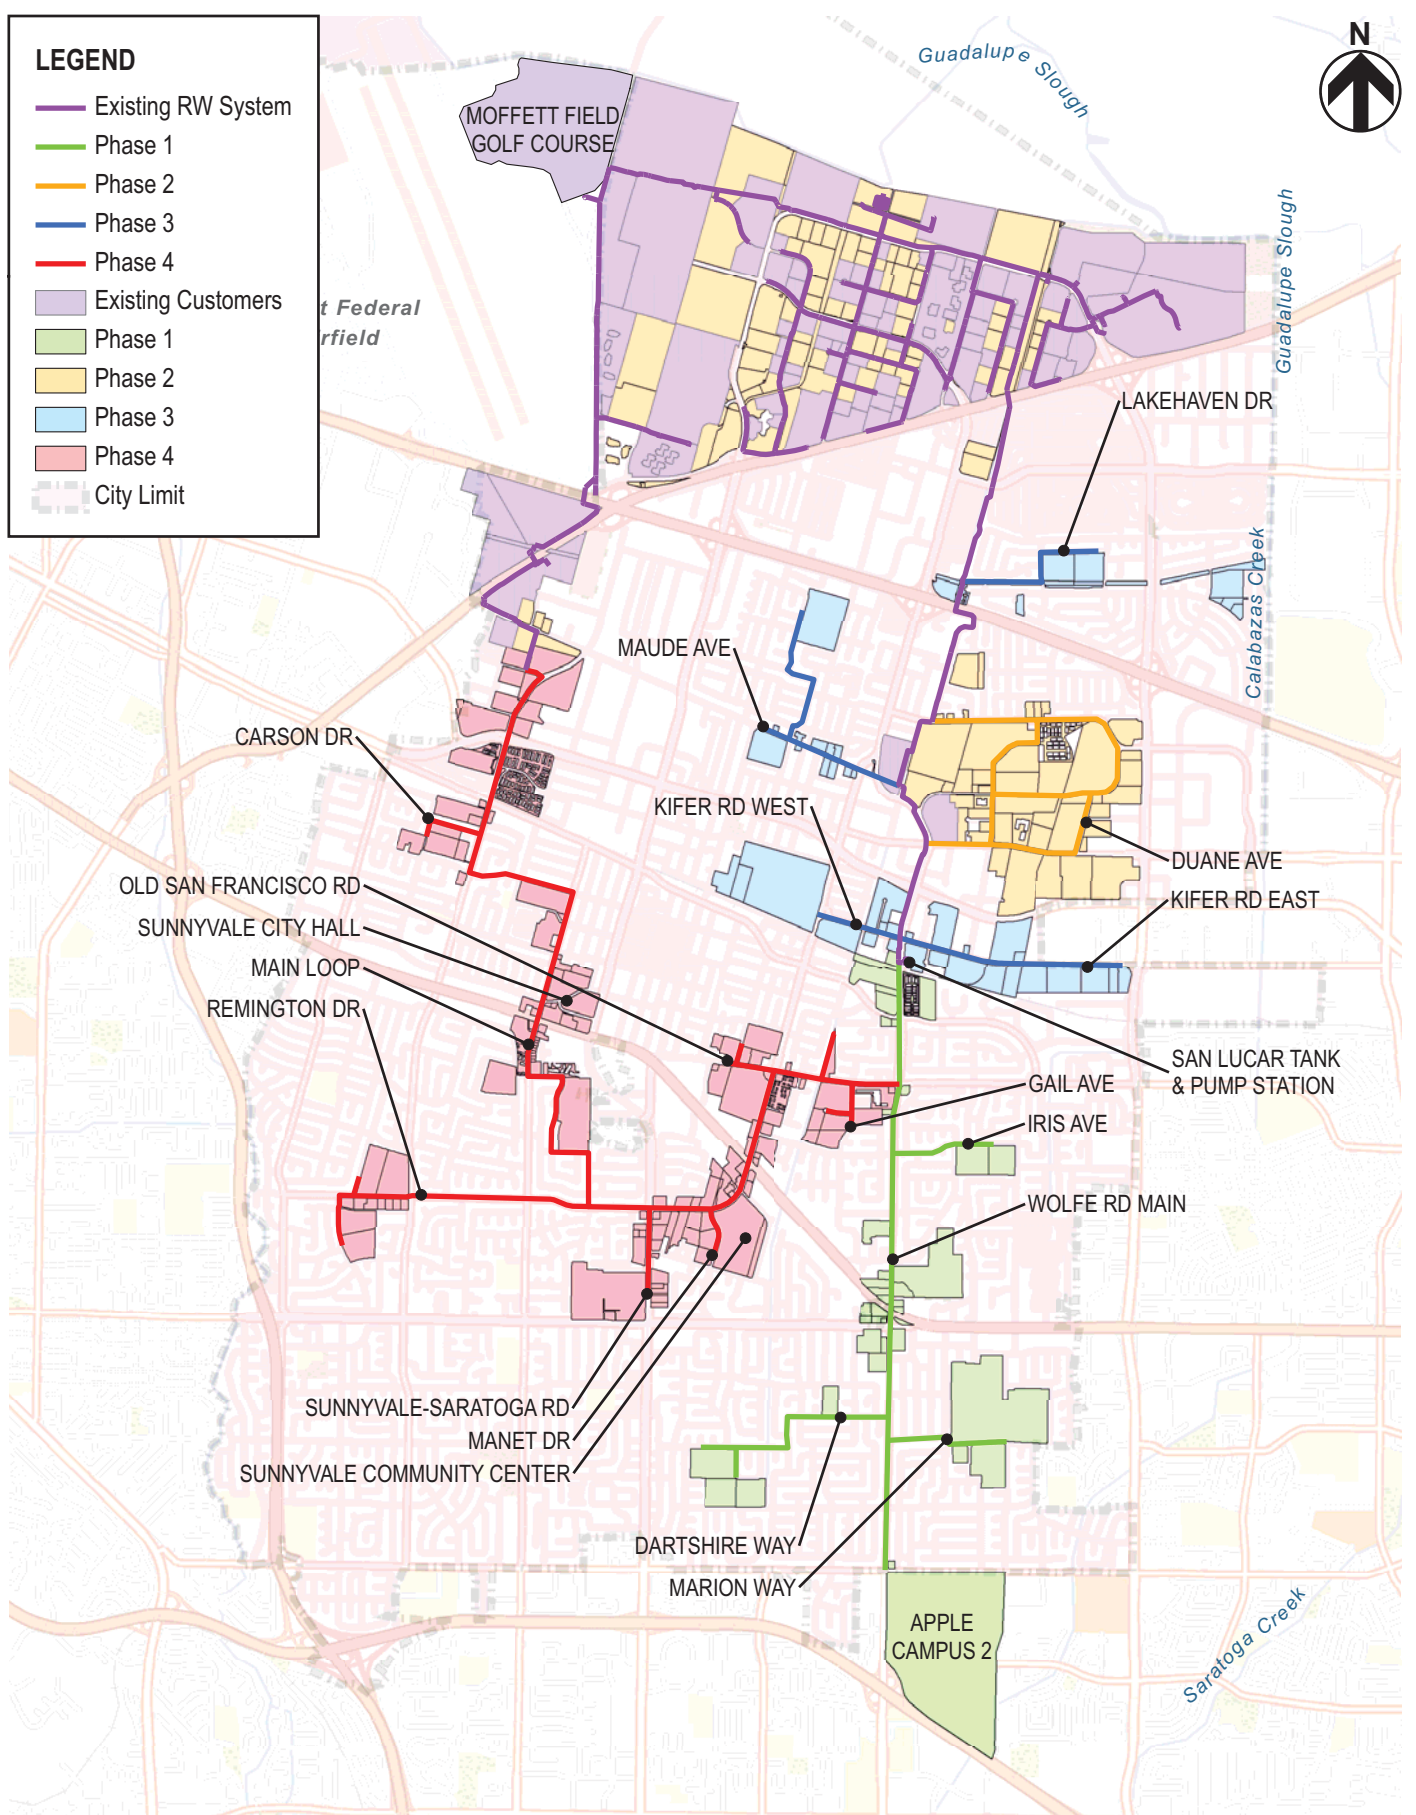 LEGEND
Existing RW System
Phase 1
Phase 2
Phase 3
Phase 4
Existing Customers
Phase 1
Phase 2
Phase 3
Phase 4
City Limit
N
Guadalupe Slough
MOFFETT FIELD
GOLF COURSE
Guadalupe Slough
t Federal
rfield
LAKEHAVEN DR
Calabazas Creek
MAUDE AVE
CARSON DR
KIFER RD WEST
DUANE AVE
OLD SAN FRANCISCO RD
KIFER RD EAST
SUNNYVALE CITY HALL
MAIN LOOP
REMINGTON DR
SAN LUCAR TANK
& PUMP STATION
GAIL AVE
IRIS AVE
WOLFE RD MAIN
SUNNYVALE-SARATOGA RD
MANET DR
SUNNYVALE COMMUNITY CENTER
DARTSHIRE WAY
MARION WAY
APPLE
CAMPUS 2
Saratoga Creek